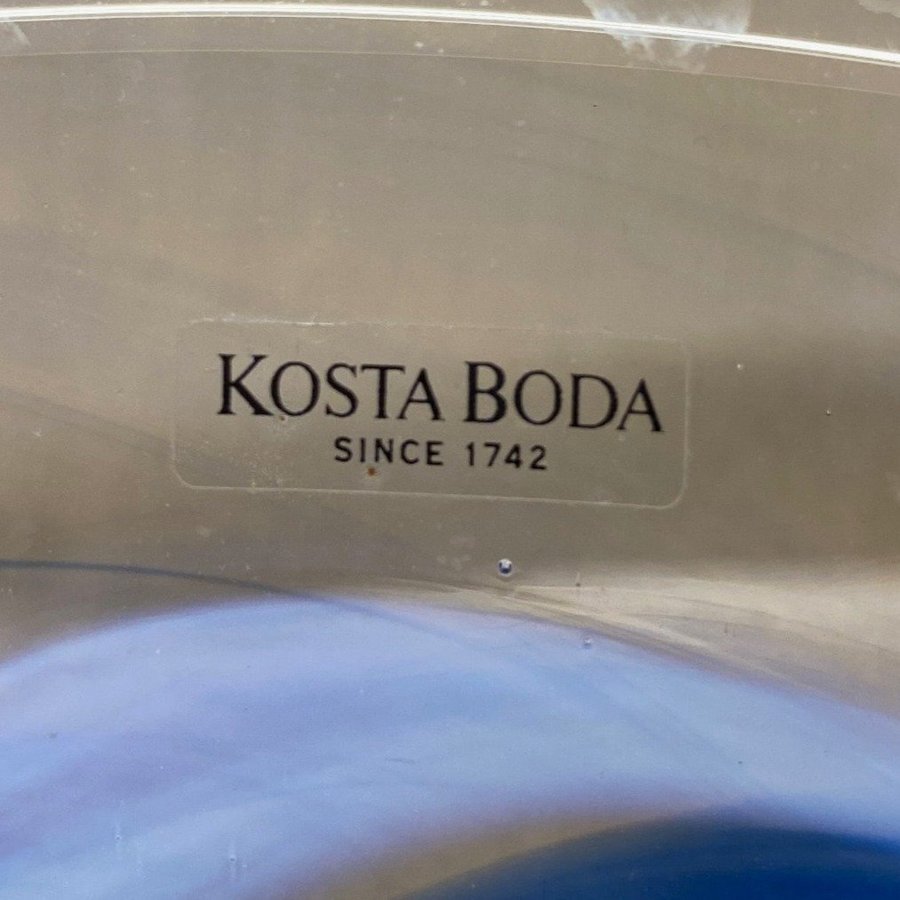 KOSTA BODA
SINCE 1742